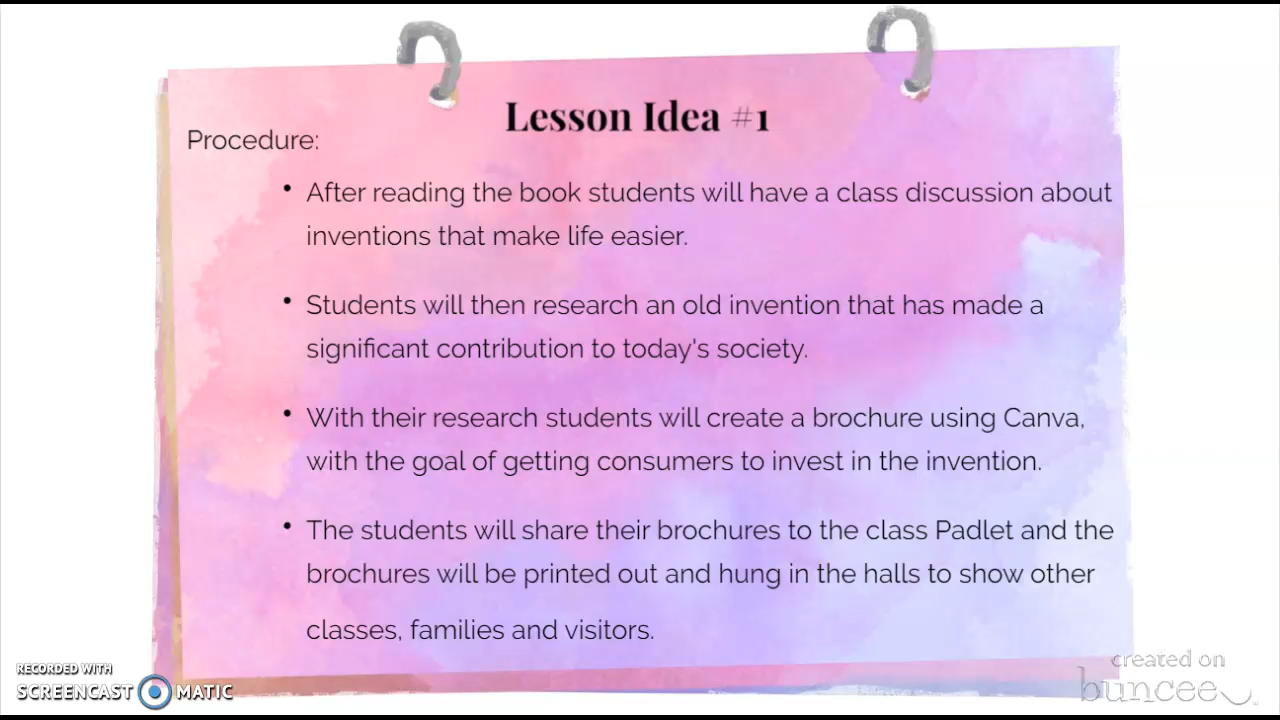 Lesson Idea #1
Procedure:
• After reading the book students will have a class discussion about
inventions that make life easier.
• Students will then research an old invention that has made a
significant contribution to today's society.
• With their research students will create a brochure using Canva,
with the goal of getting consumers to invest in the invention.
• The students will share their brochures to the class Padlet and the
brochures will be printed out and hung in the halls to show other
classes, families and visitors.
RECORDED WITH
SCREENCAST MATIC
created on
buncee